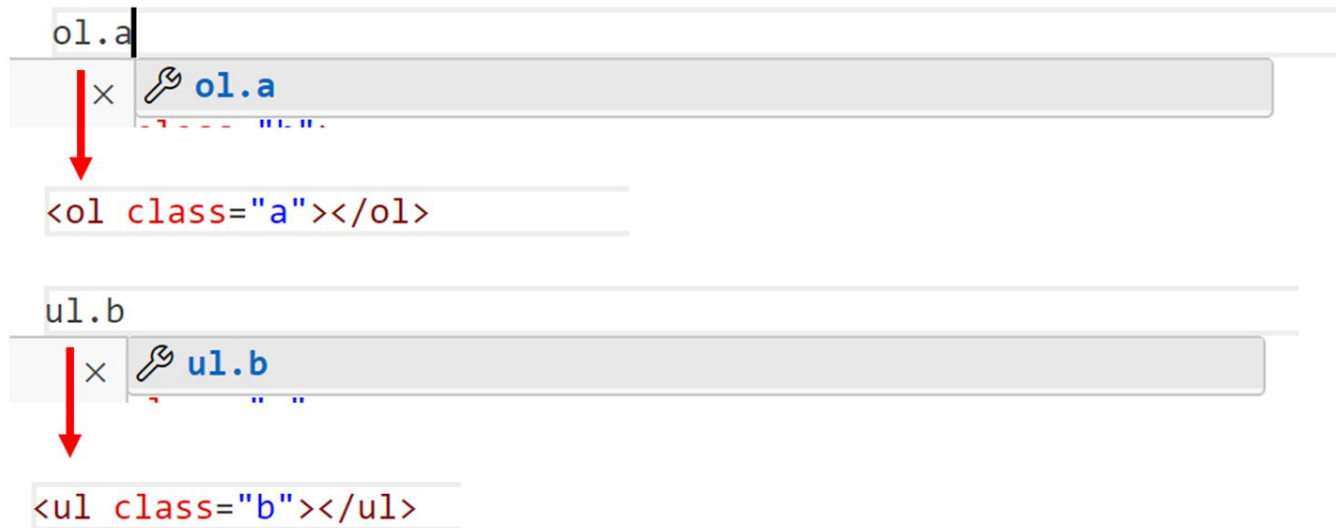 ol.a
× ol.a
<ol class="a"></ol>
ul.b
× ul.b
<ul class="b"></ul>